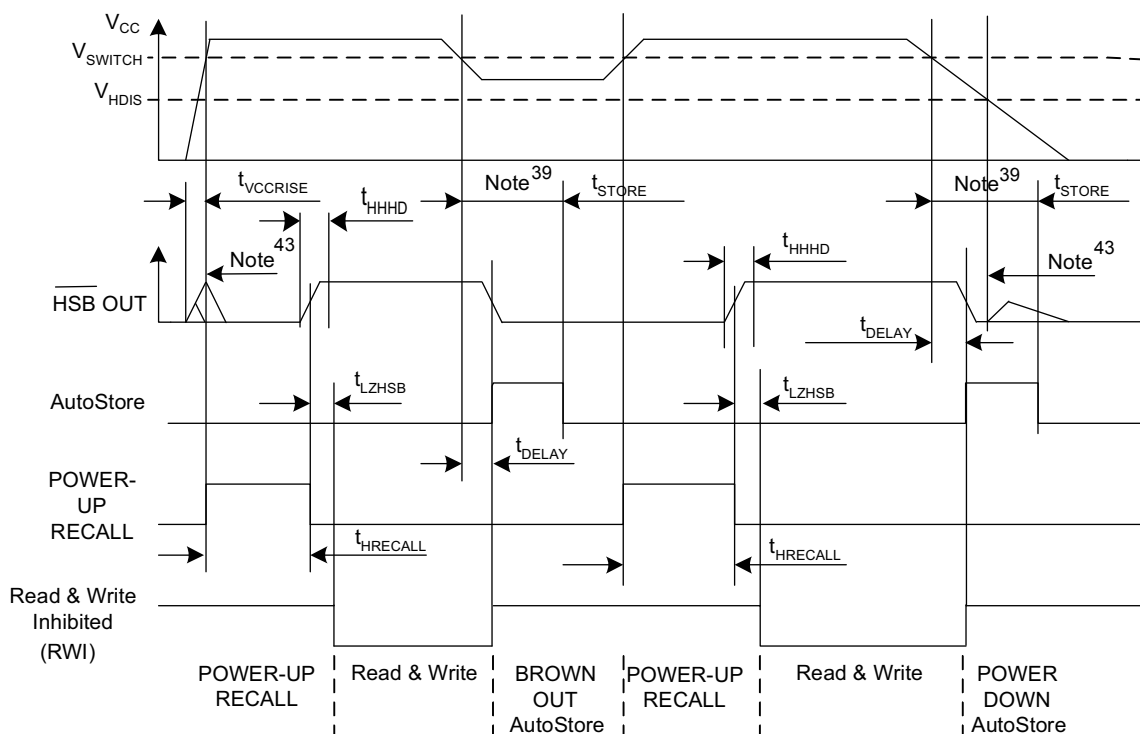 VCC
VSWITCH
VHDIS
tVCCRISE
tHHHD
Note39
tSTORE
Note39
tSTORE
Note43
tHHHD
Note43
HSB OUT
tDELAY
tLZHSB
tLZHSB
AutoStore
tDELAY
POWER-
UP
RECALL
tHRECALL
tHRECALL
Read & Write
Inhibited
(RWI)
POWER-UP
RECALL
Read & Write
BROWN
OUT
AutoStore
POWER-UP
RECALL
Read & Write
POWER
DOWN
AutoStore